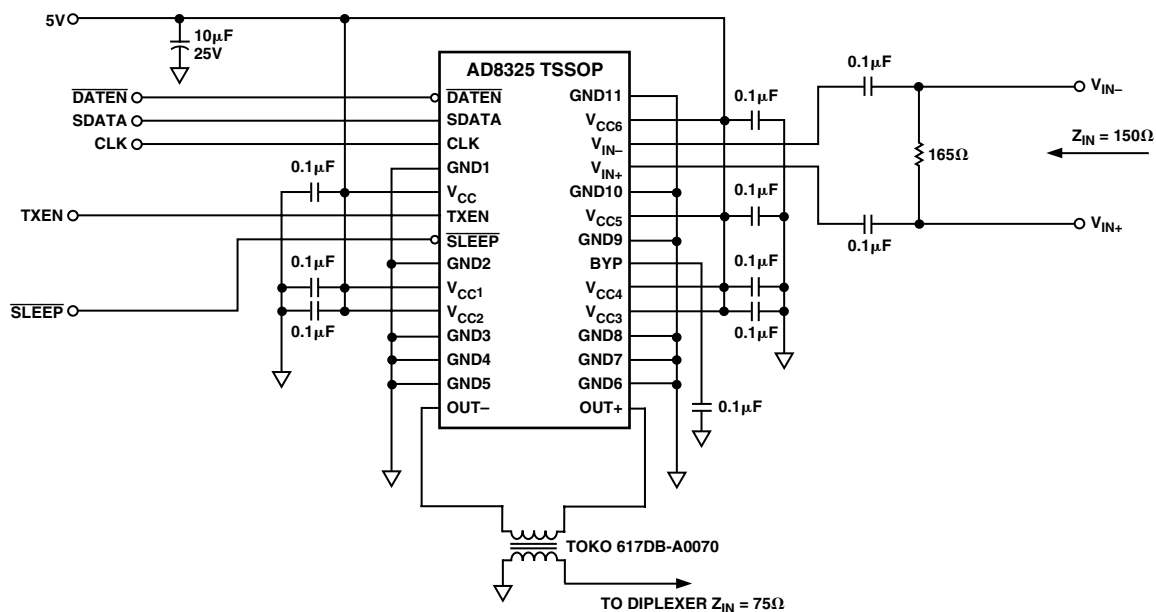 5V
10µF
25V
AD8325 TSSOP
DATEN
SDATA
CLK
TXEN
SLEEP
DATEN
SDATA
CLK
GND1
VCC
TXEN
SLEEP
GND2
VCC1
VCC2
GND3
GND4
GND5
OUT–
GND11
VCC6
VIN–
VIN+
GND10
VCC5
GND9
BYP
VCC4
VCC3
GND8
GND7
GND6
OUT+
0.1µF
0.1µF
0.1µF
0.1µF
0.1µF
0.1µF
0.1µF
0.1µF
0.1µF
0.1µF
165Ω
VIN–
ZIN = 150Ω
VIN+
TOKO 617DB-A0070
TO DIPLEXER ZIN = 75Ω